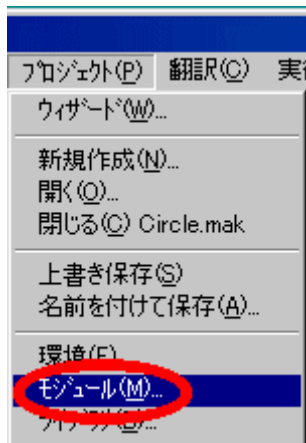 ﾌﾟﾛｼﾞｪｸﾄ(P) 翻訳(C) 実
ｳｨｻﾞｰﾄﾞ(W)...
新規作成(N)...
開く(O)...
閉じる(C) Circle.mak
上書き保存(S)
名前を付けて保存(A)...
環境(E)...
ﾓｼﾞｭｰﾙ(M)...